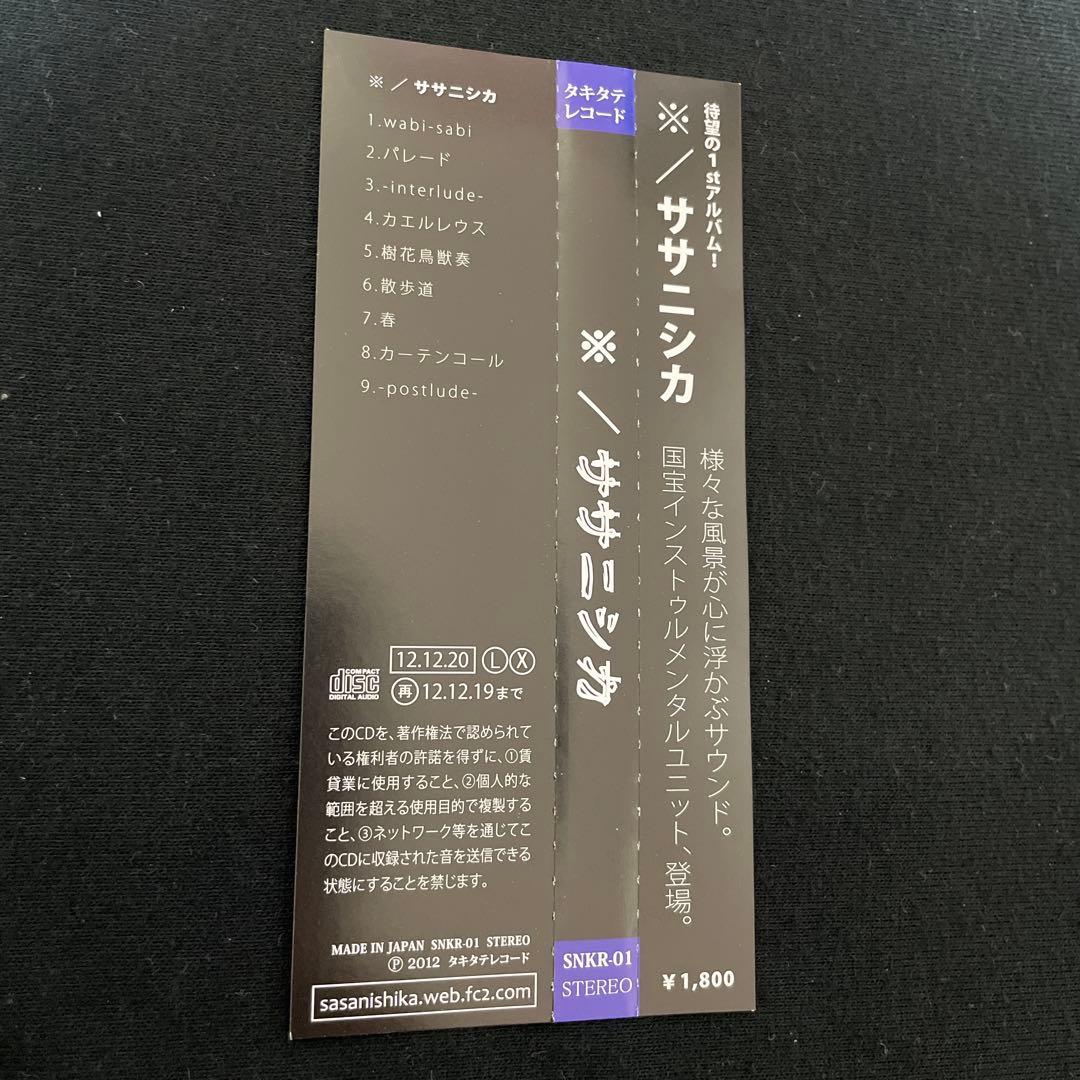 ※ / ササニシカ
1.wabi-sabi
2.パレード
3.-interlude-
4.カエルレウス
5.樹花鳥獣奏
6.散歩道
7.春
8.カーテンコール
9.-postlude-
COMPACT
disc
DIGITAL AUDIO
12.12.20 Ⓛ Ⓧ
㊞12.12.19まで
このCDを、著作権法で認められて
いる権利者の許諾を得ずに、①賃
貸業に使用すること、②個人的な
範囲を超える使用目的で複製する
こと、③ネットワーク等を通じてこ
のCDに収録された音を送信できる
状態にすることを禁じます。
MADE IN JAPAN SNKR-01 STEREO
Ⓟ 2012 タキタテレコード
sasanishika.web.fc2.com
タキタテ
レコード
※ / ササニシカ
SNKR-01
STEREO
待望の1stアルバム!
※ / ササニシカ
様々な風景が心に浮かぶサウンド。
国宝インストゥルメンタルユニット、登場。
¥1,800